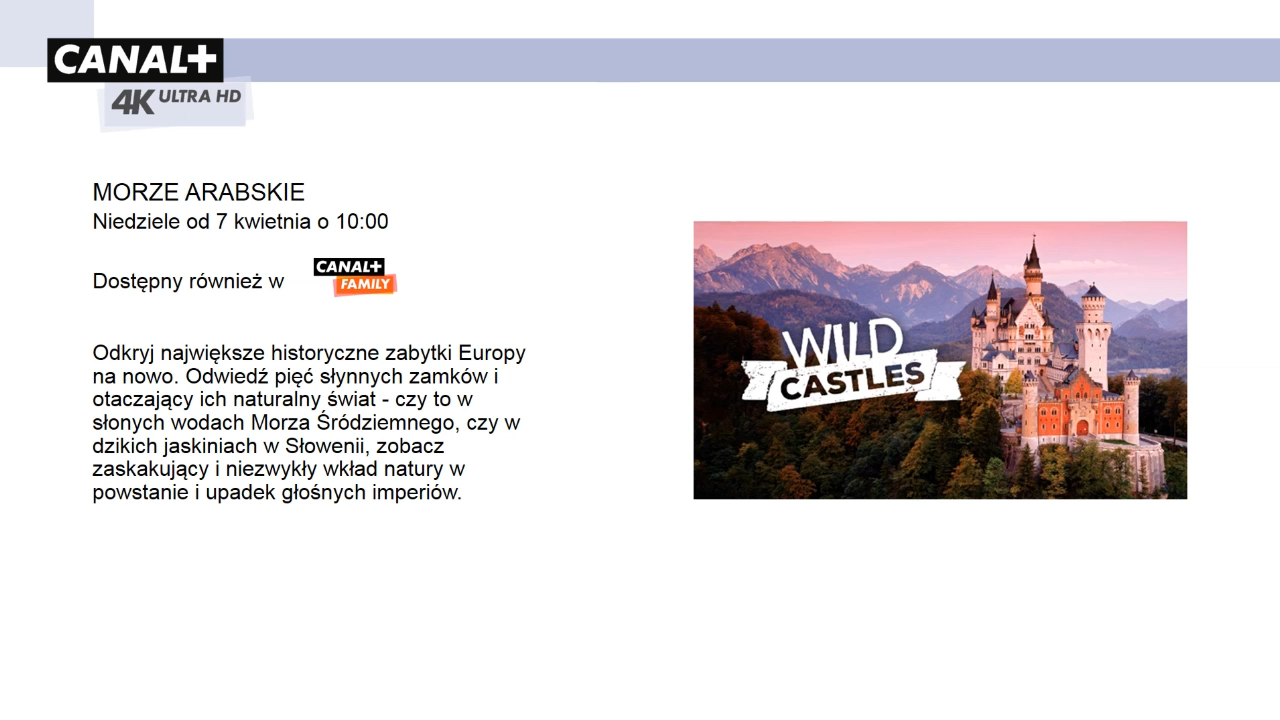 CANAL+
4K ULTRA HD
MORZE ARABSKIE
Niedziele od 7 kwietnia o 10:00
Dostępny również w CANAL+
FAMILY
Odkryj największe historyczne zabytki Europy
na nowo. Odwiedź pięć słynnych zamków i
otaczający ich naturalny świat - czy to w
słonych wodach Morza Śródziemnego, czy w
dzikich jaskiniach w Słowenii, zobacz
zaskakujący i niezwykły wkład natury w
powstanie i upadek głośnych imperiów.
WILD
CASTLES